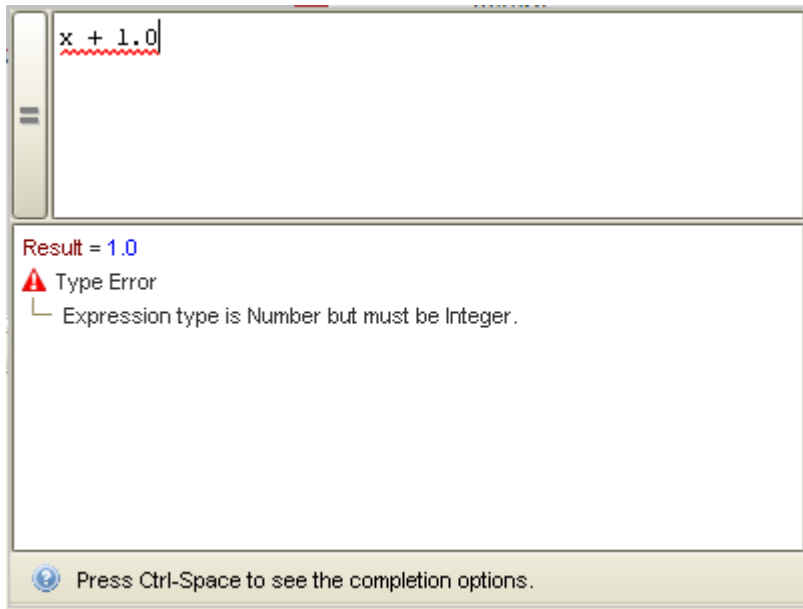 x + 1.0
=
Result = 1.0
Type Error
Expression type is Number but must be Integer.
Press Ctrl-Space to see the completion options.